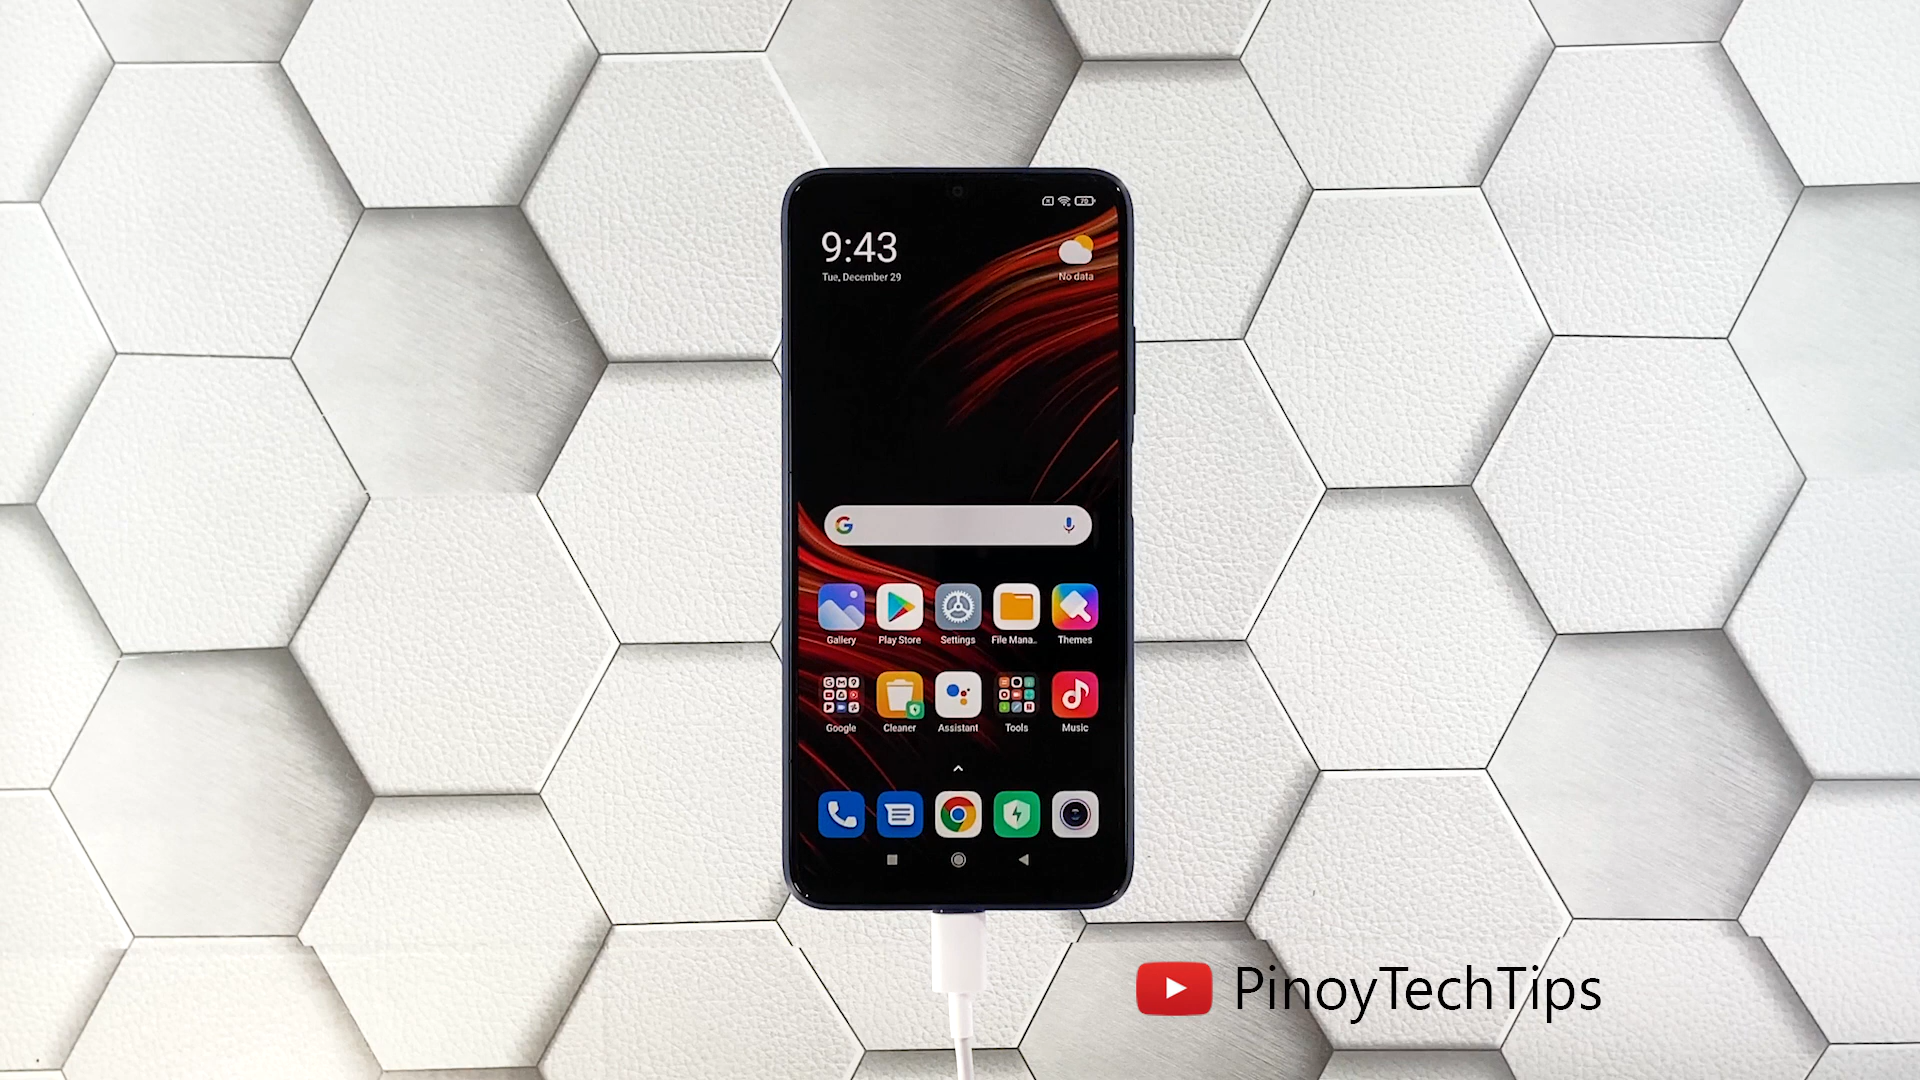 70
9:43
Tue, December 29
No data
Gallery
Play Store
Settings
File Mana..
Themes
Google
Cleaner
Assistant
Tools
Music
PinoyTechTips